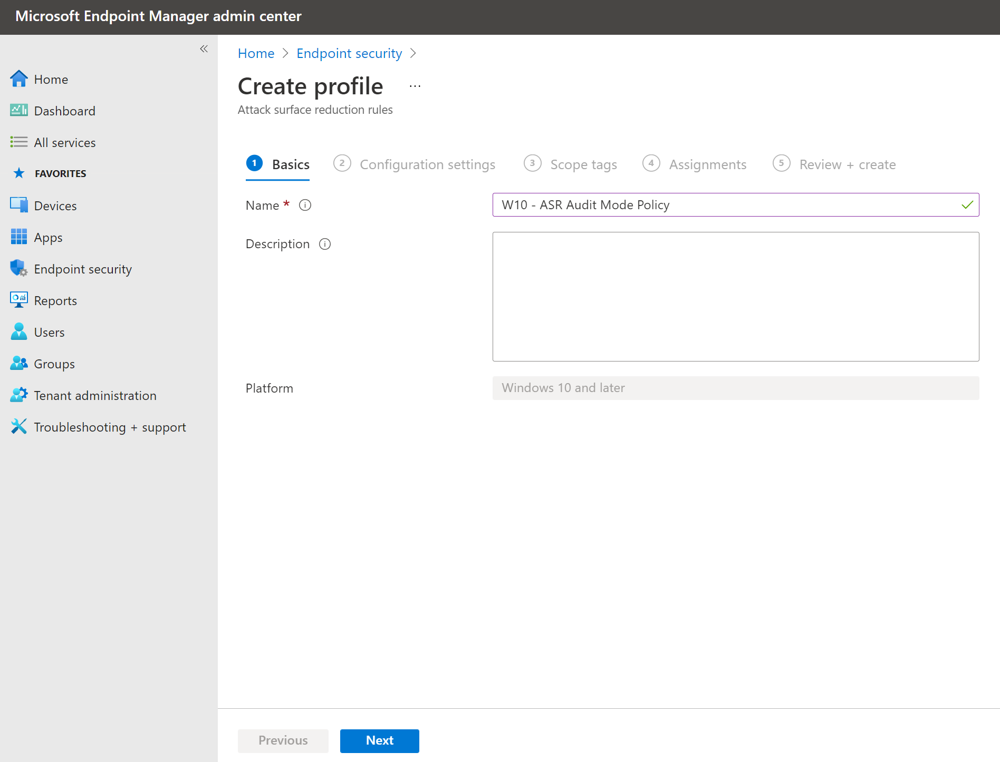 Microsoft Endpoint Manager admin center
Home
Dashboard
All services
FAVORITES
Devices
Apps
Endpoint security
Reports
Users
Groups
Tenant administration
Troubleshooting + support
Home > Endpoint security >
Create profile ...
Attack surface reduction rules
1 Basics 2 Configuration settings 3 Scope tags 4 Assignments 5 Review + create
Name * W10 - ASR Audit Mode Policy
Description
Platform Windows 10 and later
Previous Next